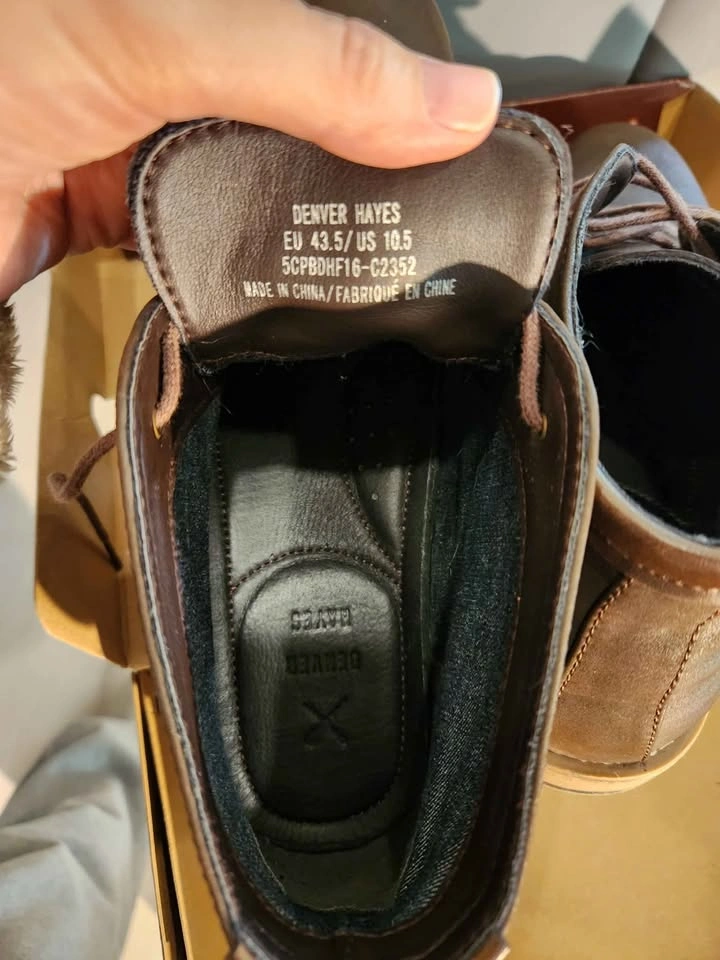 DENVER HAYES
EU 43.5/US 10.5
5CPBDHF16-C2352
MADE IN CHINA/FABRIQUÉ EN CHINE
DENVER
HAYES